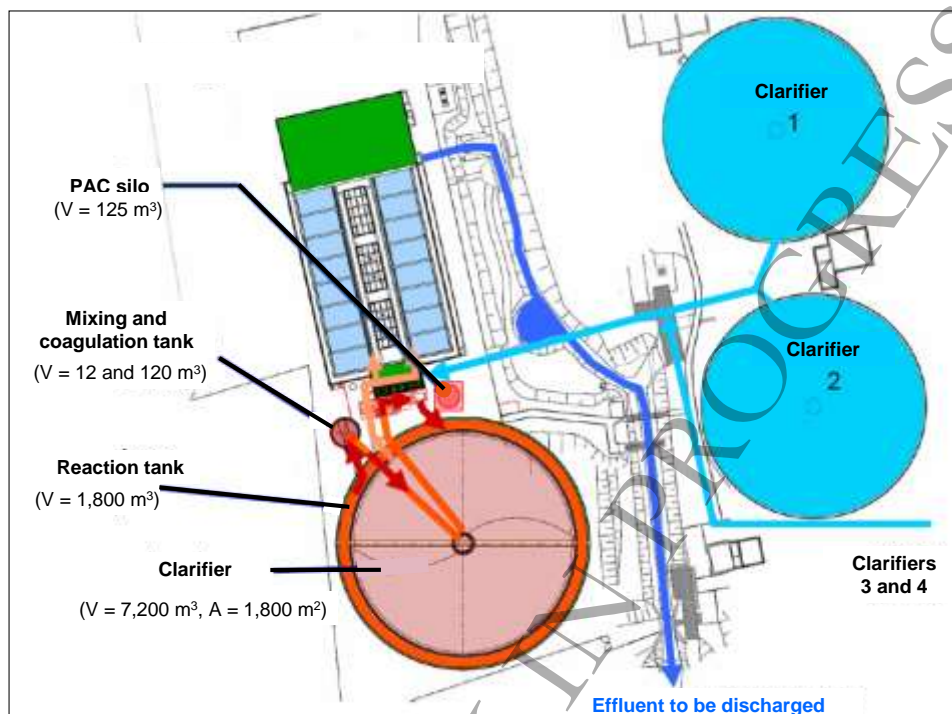 Clarifier
1
PAC silo
(V = 125 m³)
Mixing and
coagulation tank
(V = 12 and 120 m³)
Clarifier
2
Reaction tank
(V = 1,800 m³)
Clarifier
(V = 7,200 m³, A = 1,800 m²)
Clarifiers
3 and 4
Effluent to be discharged
IN PROGRESS